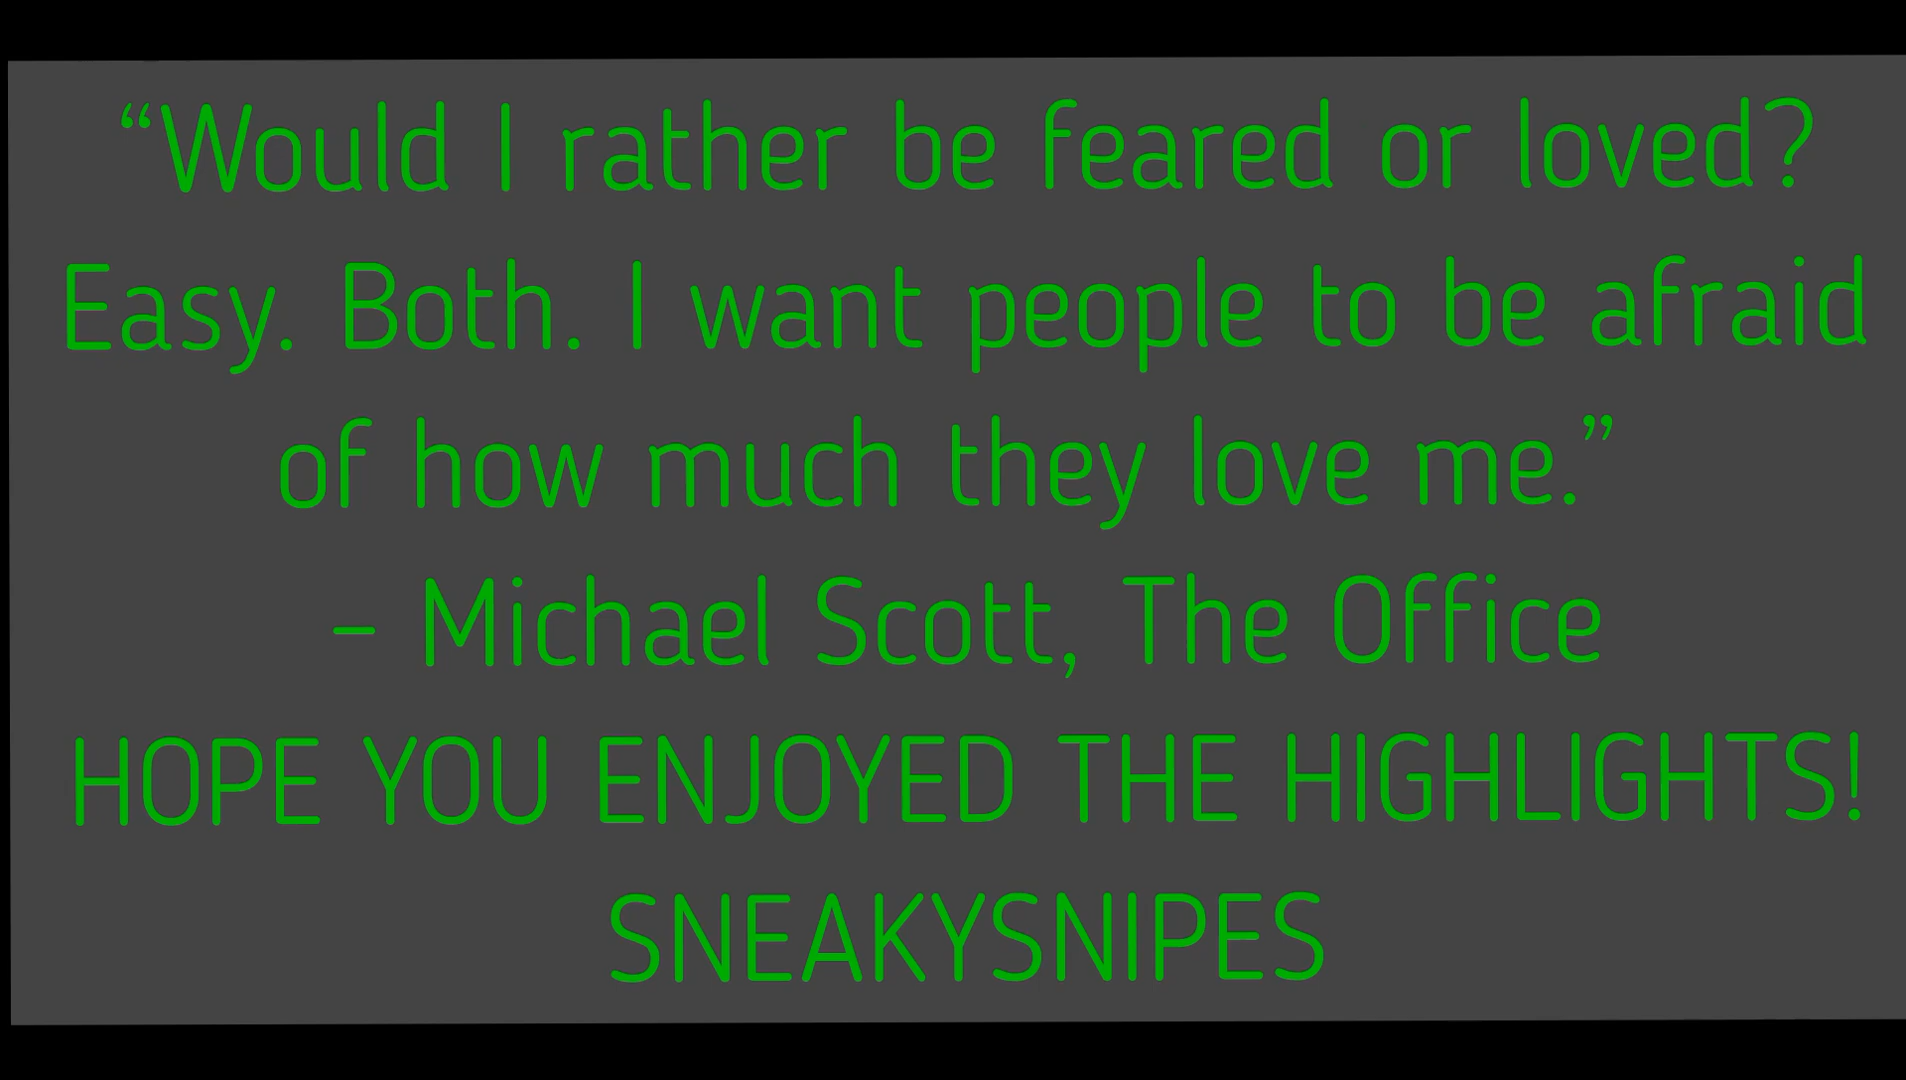 “Would I rather be feared or loved?
Easy. Both. I want people to be afraid
of how much they love me.”
– Michael Scott, The Office
HOPE YOU ENJOYED THE HIGHLIGHTS!
SNEAKYSNIPES